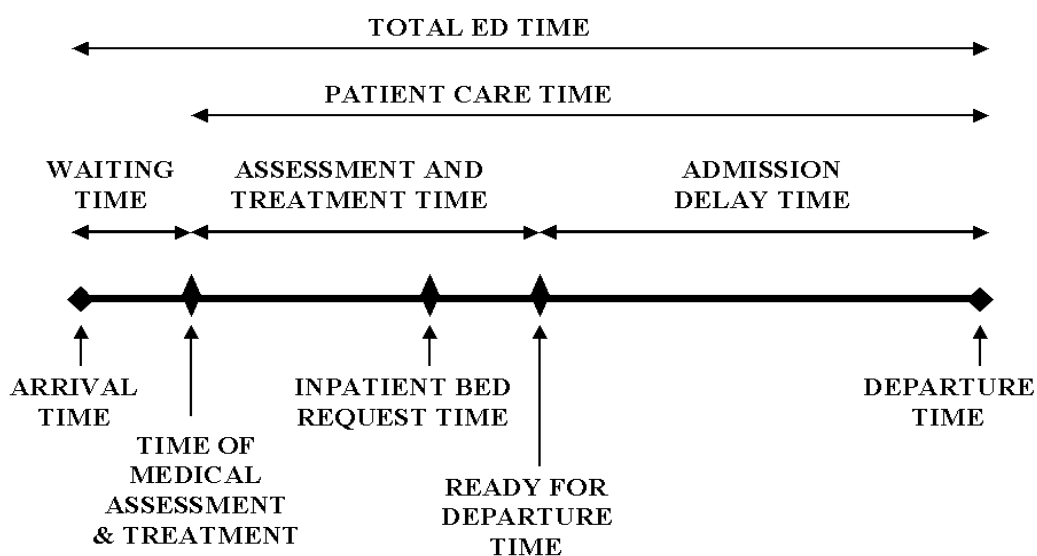 TOTAL ED TIME
PATIENT CARE TIME
WAITING
TIME
ASSESSMENT AND
TREATMENT TIME
ADMISSION
DELAY TIME
ARRIVAL
TIME
TIME OF
MEDICAL
ASSESSMENT
& TREATMENT
INPATIENT BED
REQUEST TIME
READY FOR
DEPARTURE
TIME
DEPARTURE
TIME